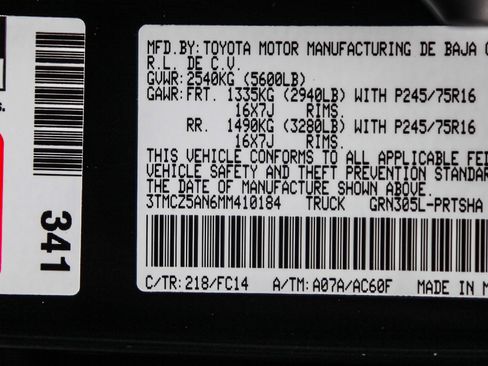 MFD.BY: TOYOTA MOTOR MANUFACTURING DE BAJA
R.L. DE C.V.
GVWR: 2540KG (5600LB)
GAWR: FRT. 1335KG (2940LB) WITH P245/75R16
16X7J RIMS.
RR. 1490KG (3280LB) WITH P245/75R16
16X7J RIMS.
THIS VEHICLE CONFORMS TO ALL APPLICABLE FED
VEHICLE SAFETY AND THEFT PREVENTION STANDAR
THE DATE OF MANUFACTURE SHOWN ABOVE.
3TMCZ5AN6MM410184 TRUCK GRN305L-PRTSHA
C/TR: 218/FC14 A/TM: A07A/AC60F MADE IN M
341